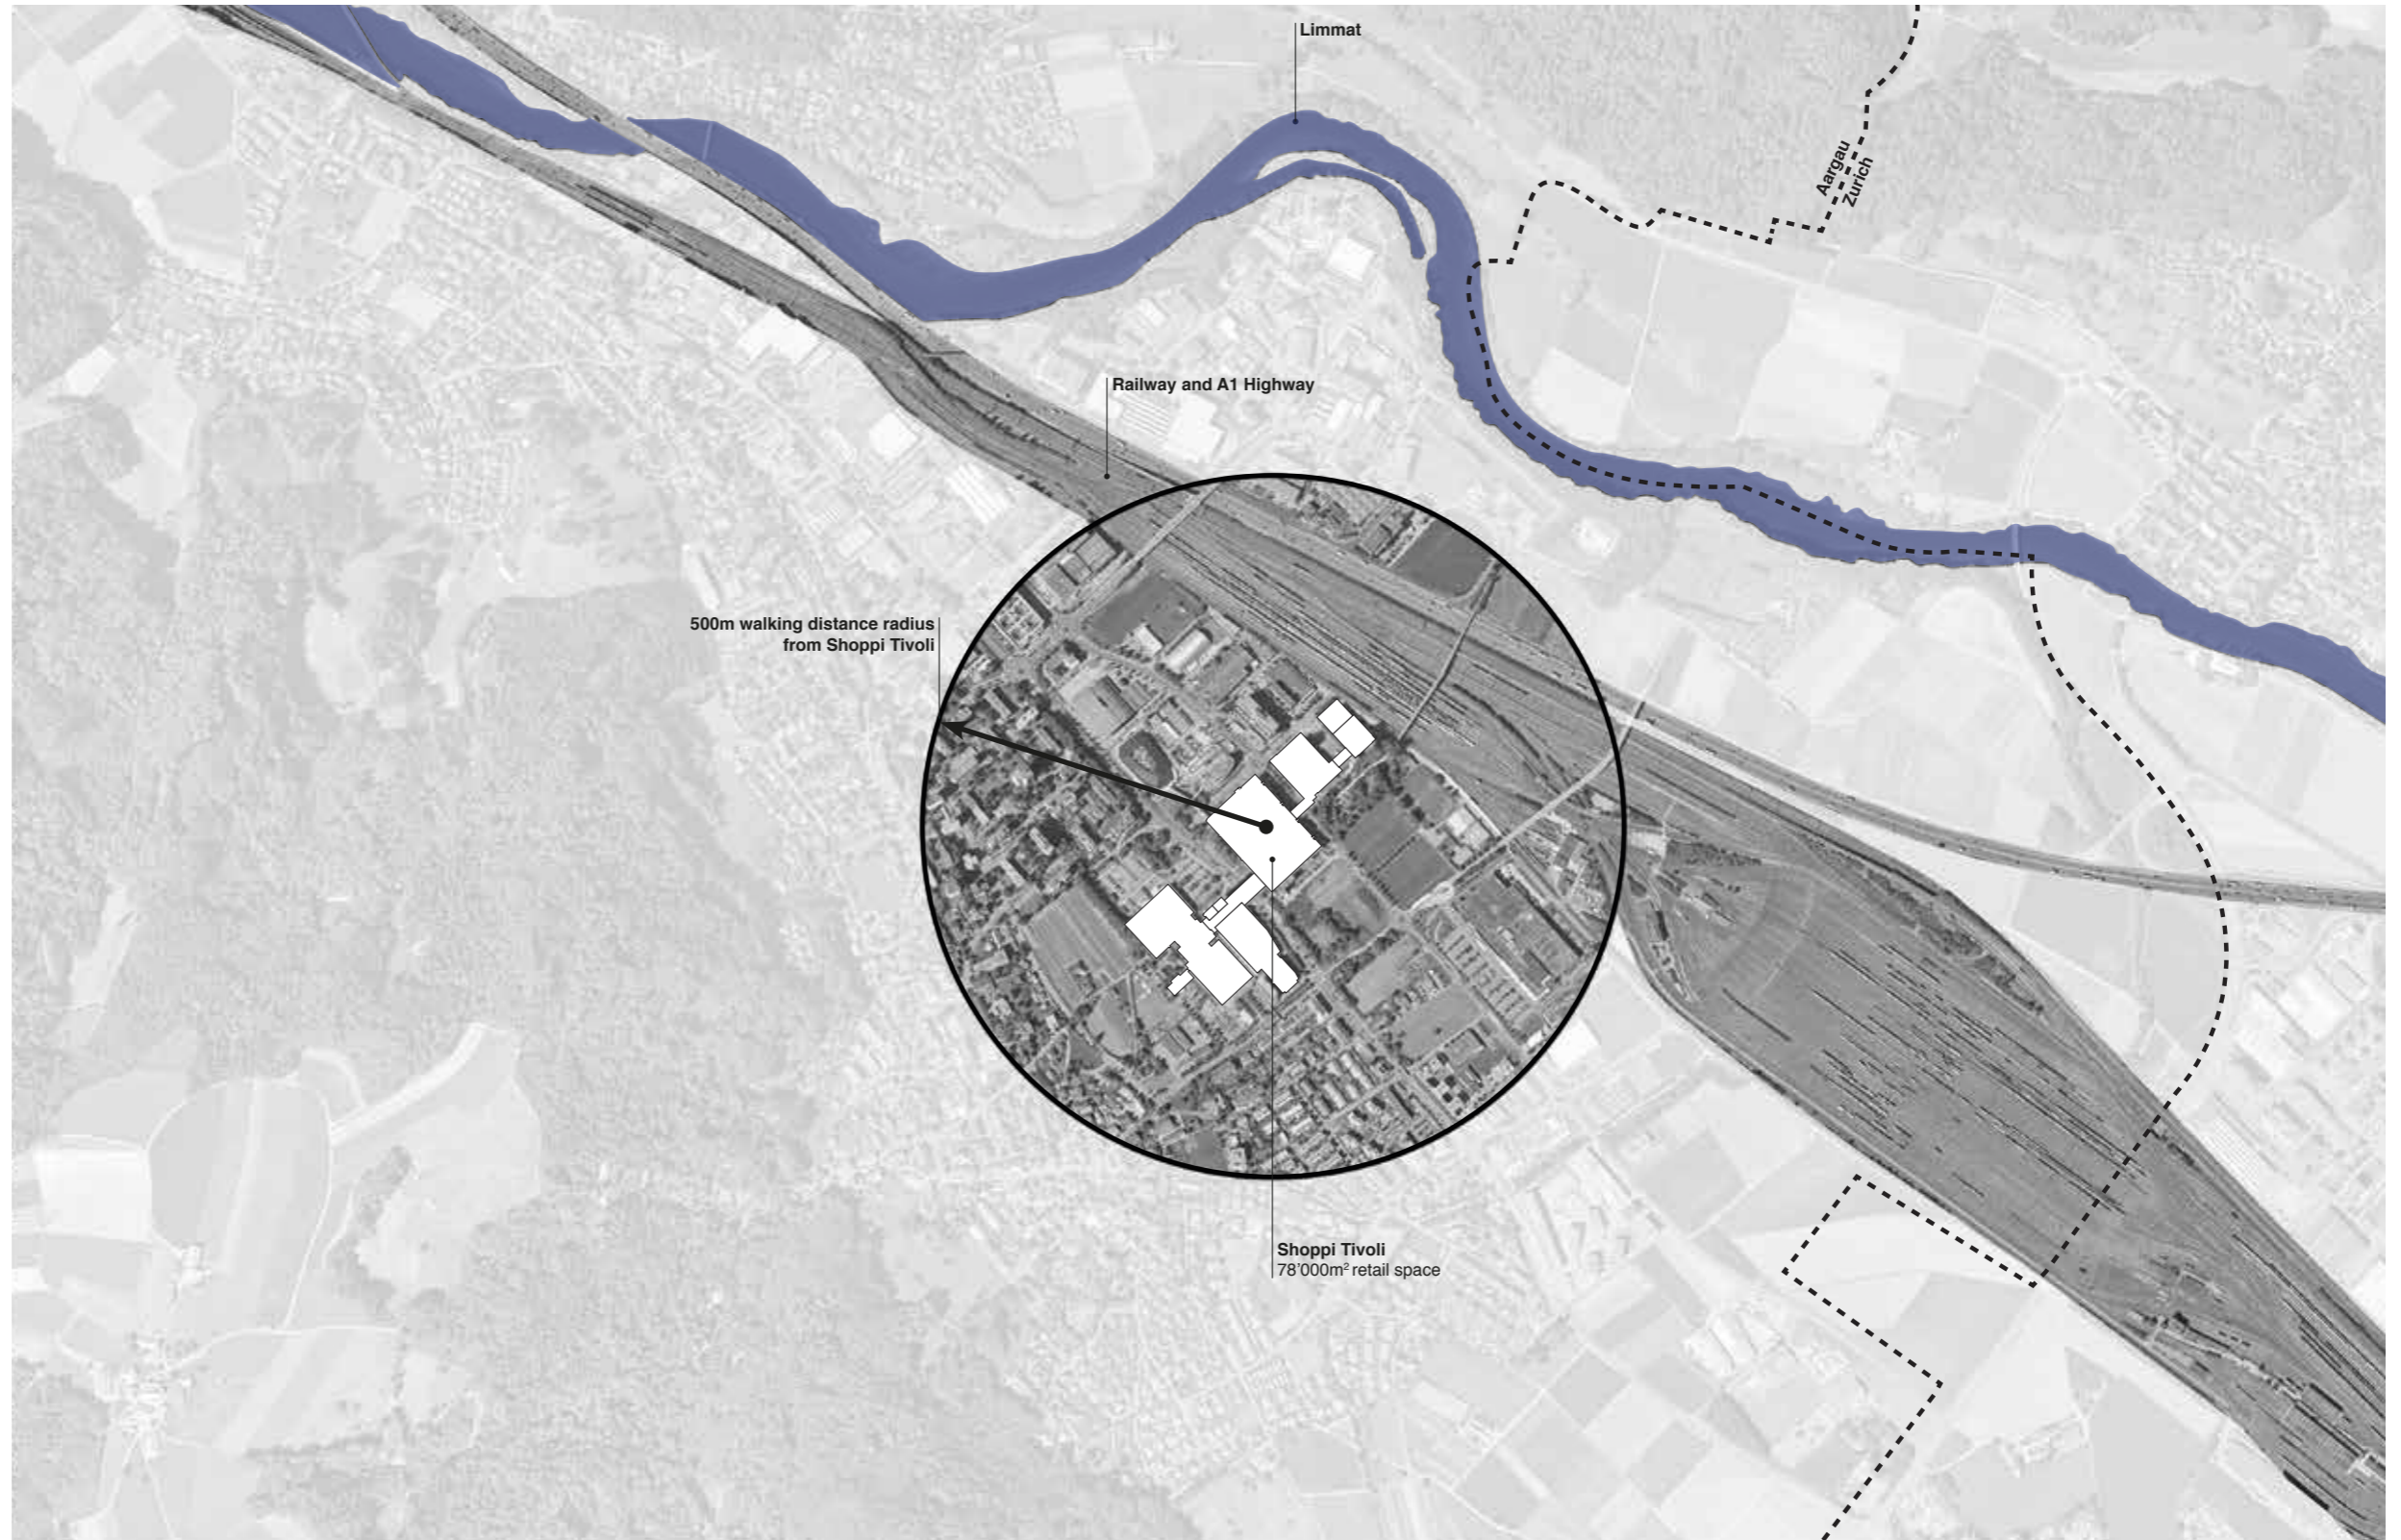 Limmat
Aargau
Zurich
Railway and A1 Highway
500m walking distance radius
from Shoppi Tivoli
Shoppi Tivoli
78'000m² retail space